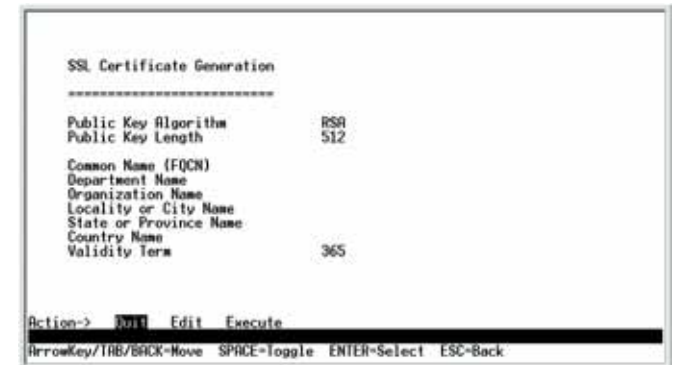 SSL Certificate Generation
===========================
Public Key Algorithm RSA
Public Key Length 512
Common Name (FQCN)
Department Name
Organization Name
Locality or City Name
State or Province Name
Country Name
Validity Term 365
Action-> Quit Edit Execute
ArrowKey/TAB/BACK=Move SPACE=Toggle ENTER=Select ESC=Back